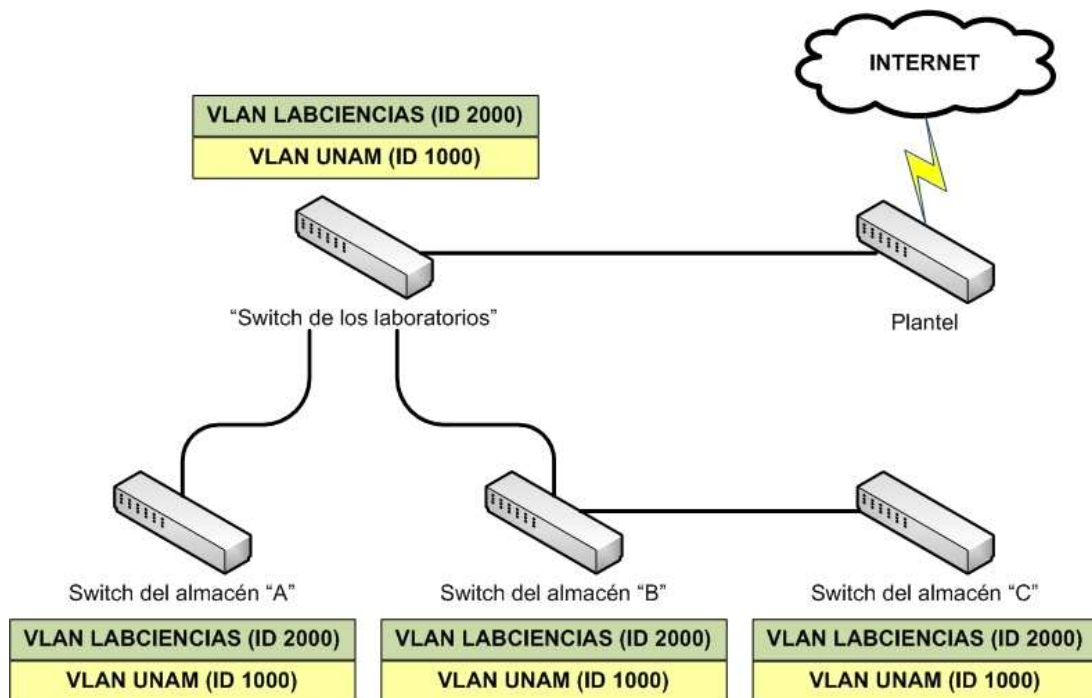 INTERNET
VLAN LABCIENCIAS (ID 2000)
VLAN UNAM (ID 1000)
“Switch de los laboratorios”
Plantel
Switch del almacén “A”
Switch del almacén “B”
Switch del almacén “C”
VLAN LABCIENCIAS (ID 2000)
VLAN LABCIENCIAS (ID 2000)
VLAN LABCIENCIAS (ID 2000)
VLAN UNAM (ID 1000)
VLAN UNAM (ID 1000)
VLAN UNAM (ID 1000)